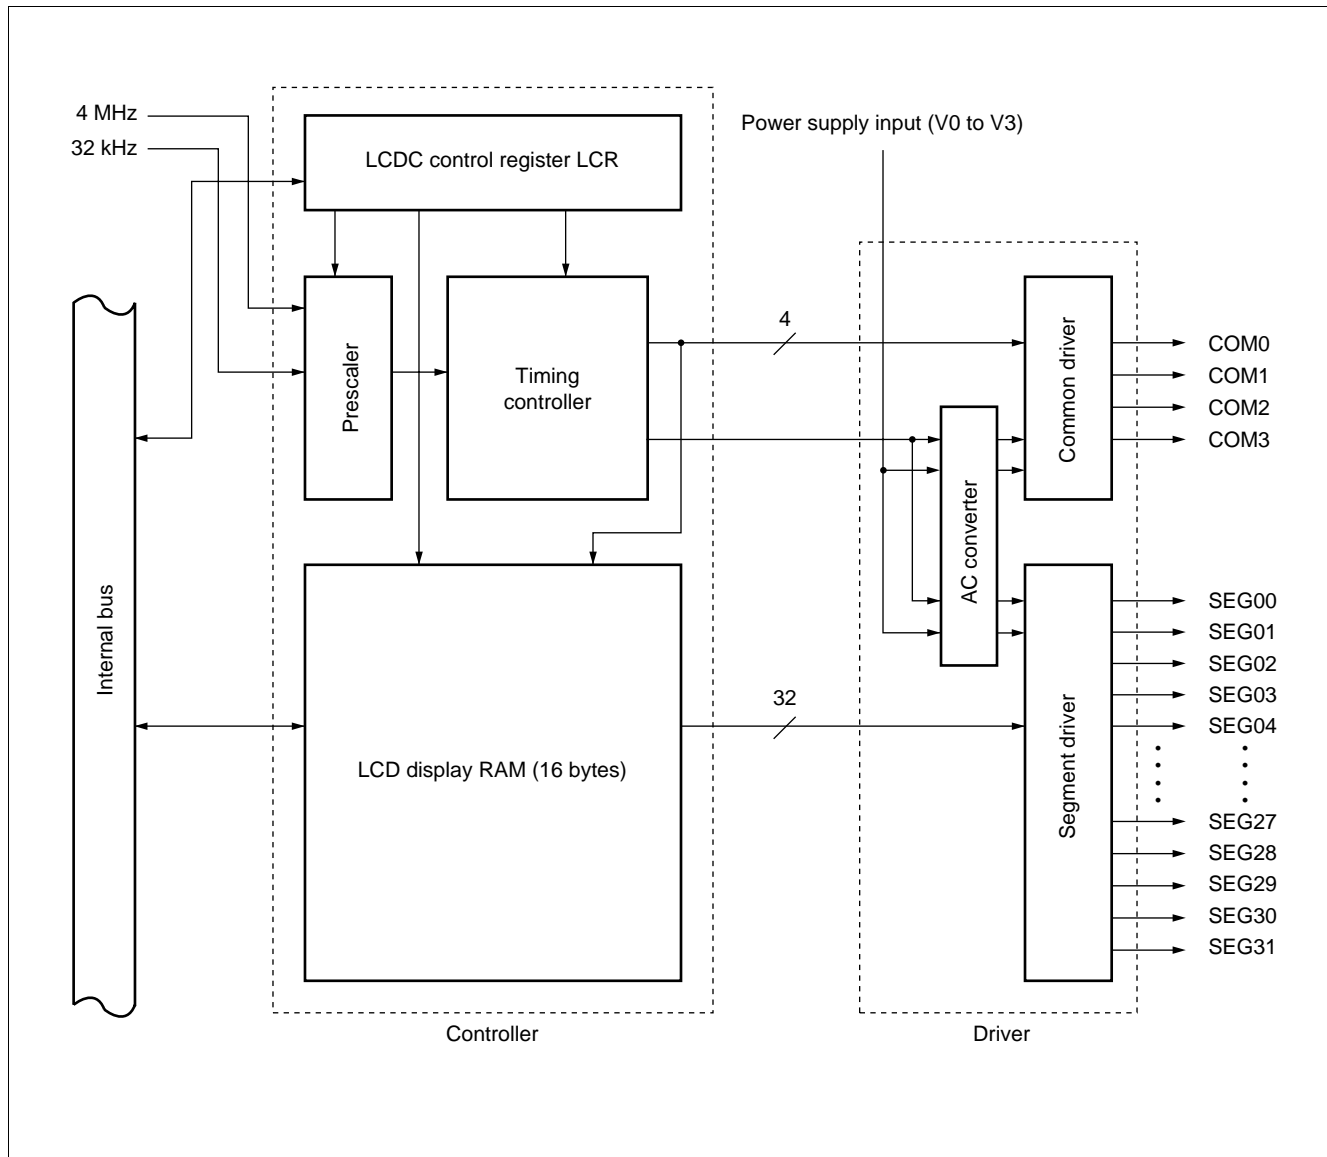 4 MHz
32 kHz
LCDC control register LCR
Power supply input (V0 to V3)
Prescaler
Timing
controller
4
Common driver
COM0
COM1
COM2
COM3
AC converter
Internal bus
LCD display RAM (16 bytes)
32
Segment driver
SEG00
SEG01
SEG02
SEG03
SEG04
SEG27
SEG28
SEG29
SEG30
SEG31
Controller
Driver